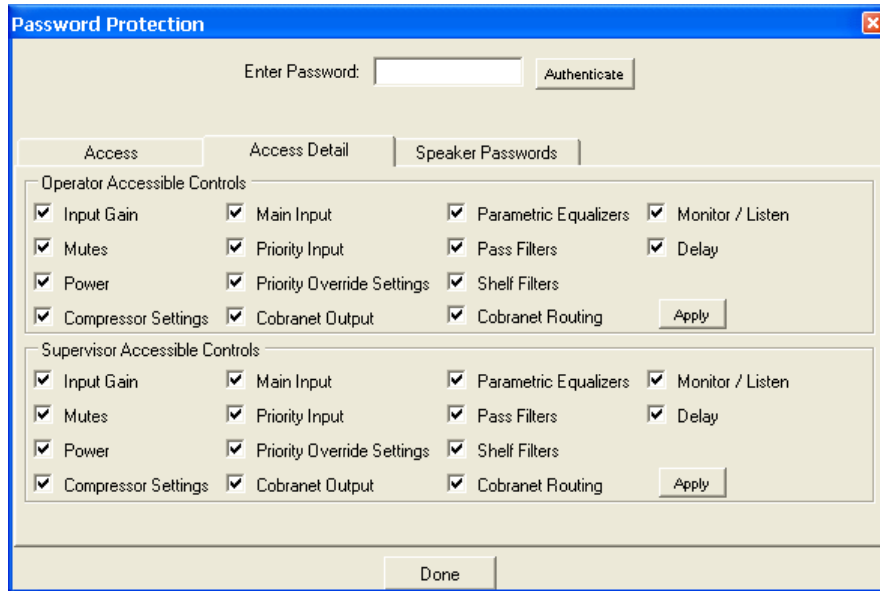 Password Protection
Enter Password: Authenticate
Access Access Detail Speaker Passwords
Operator Accessible Controls
Input Gain Main Input Parametric Equalizers Monitor / Listen
Mutes Priority Input Pass Filters Delay
Power Priority Override Settings Shelf Filters
Compressor Settings Cobranet Output Cobranet Routing Apply
Supervisor Accessible Controls
Input Gain Main Input Parametric Equalizers Monitor / Listen
Mutes Priority Input Pass Filters Delay
Power Priority Override Settings Shelf Filters
Compressor Settings Cobranet Output Cobranet Routing Apply
Done